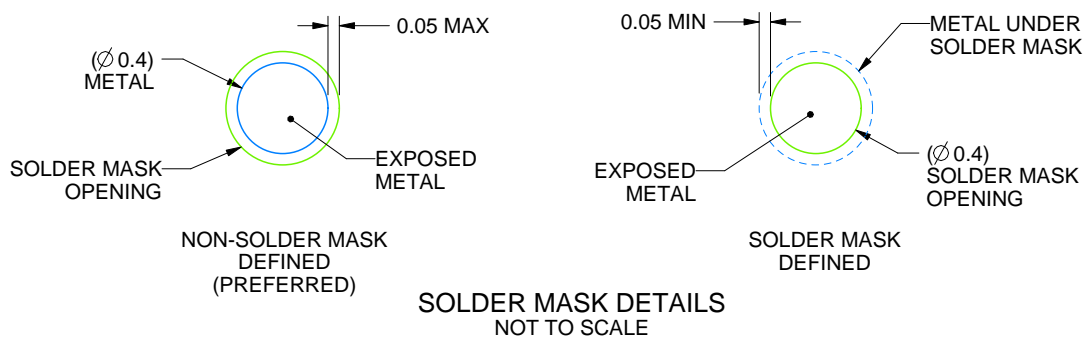 0.05 MAX
(∅ 0.4)
METAL
SOLDER MASK
OPENING
EXPOSED
METAL
NON-SOLDER MASK
DEFINED
(PREFERRED)
0.05 MIN
METAL UNDER
SOLDER MASK
EXPOSED
METAL
(∅ 0.4)
SOLDER MASK
OPENING
SOLDER MASK
DEFINED
SOLDER MASK DETAILS
NOT TO SCALE